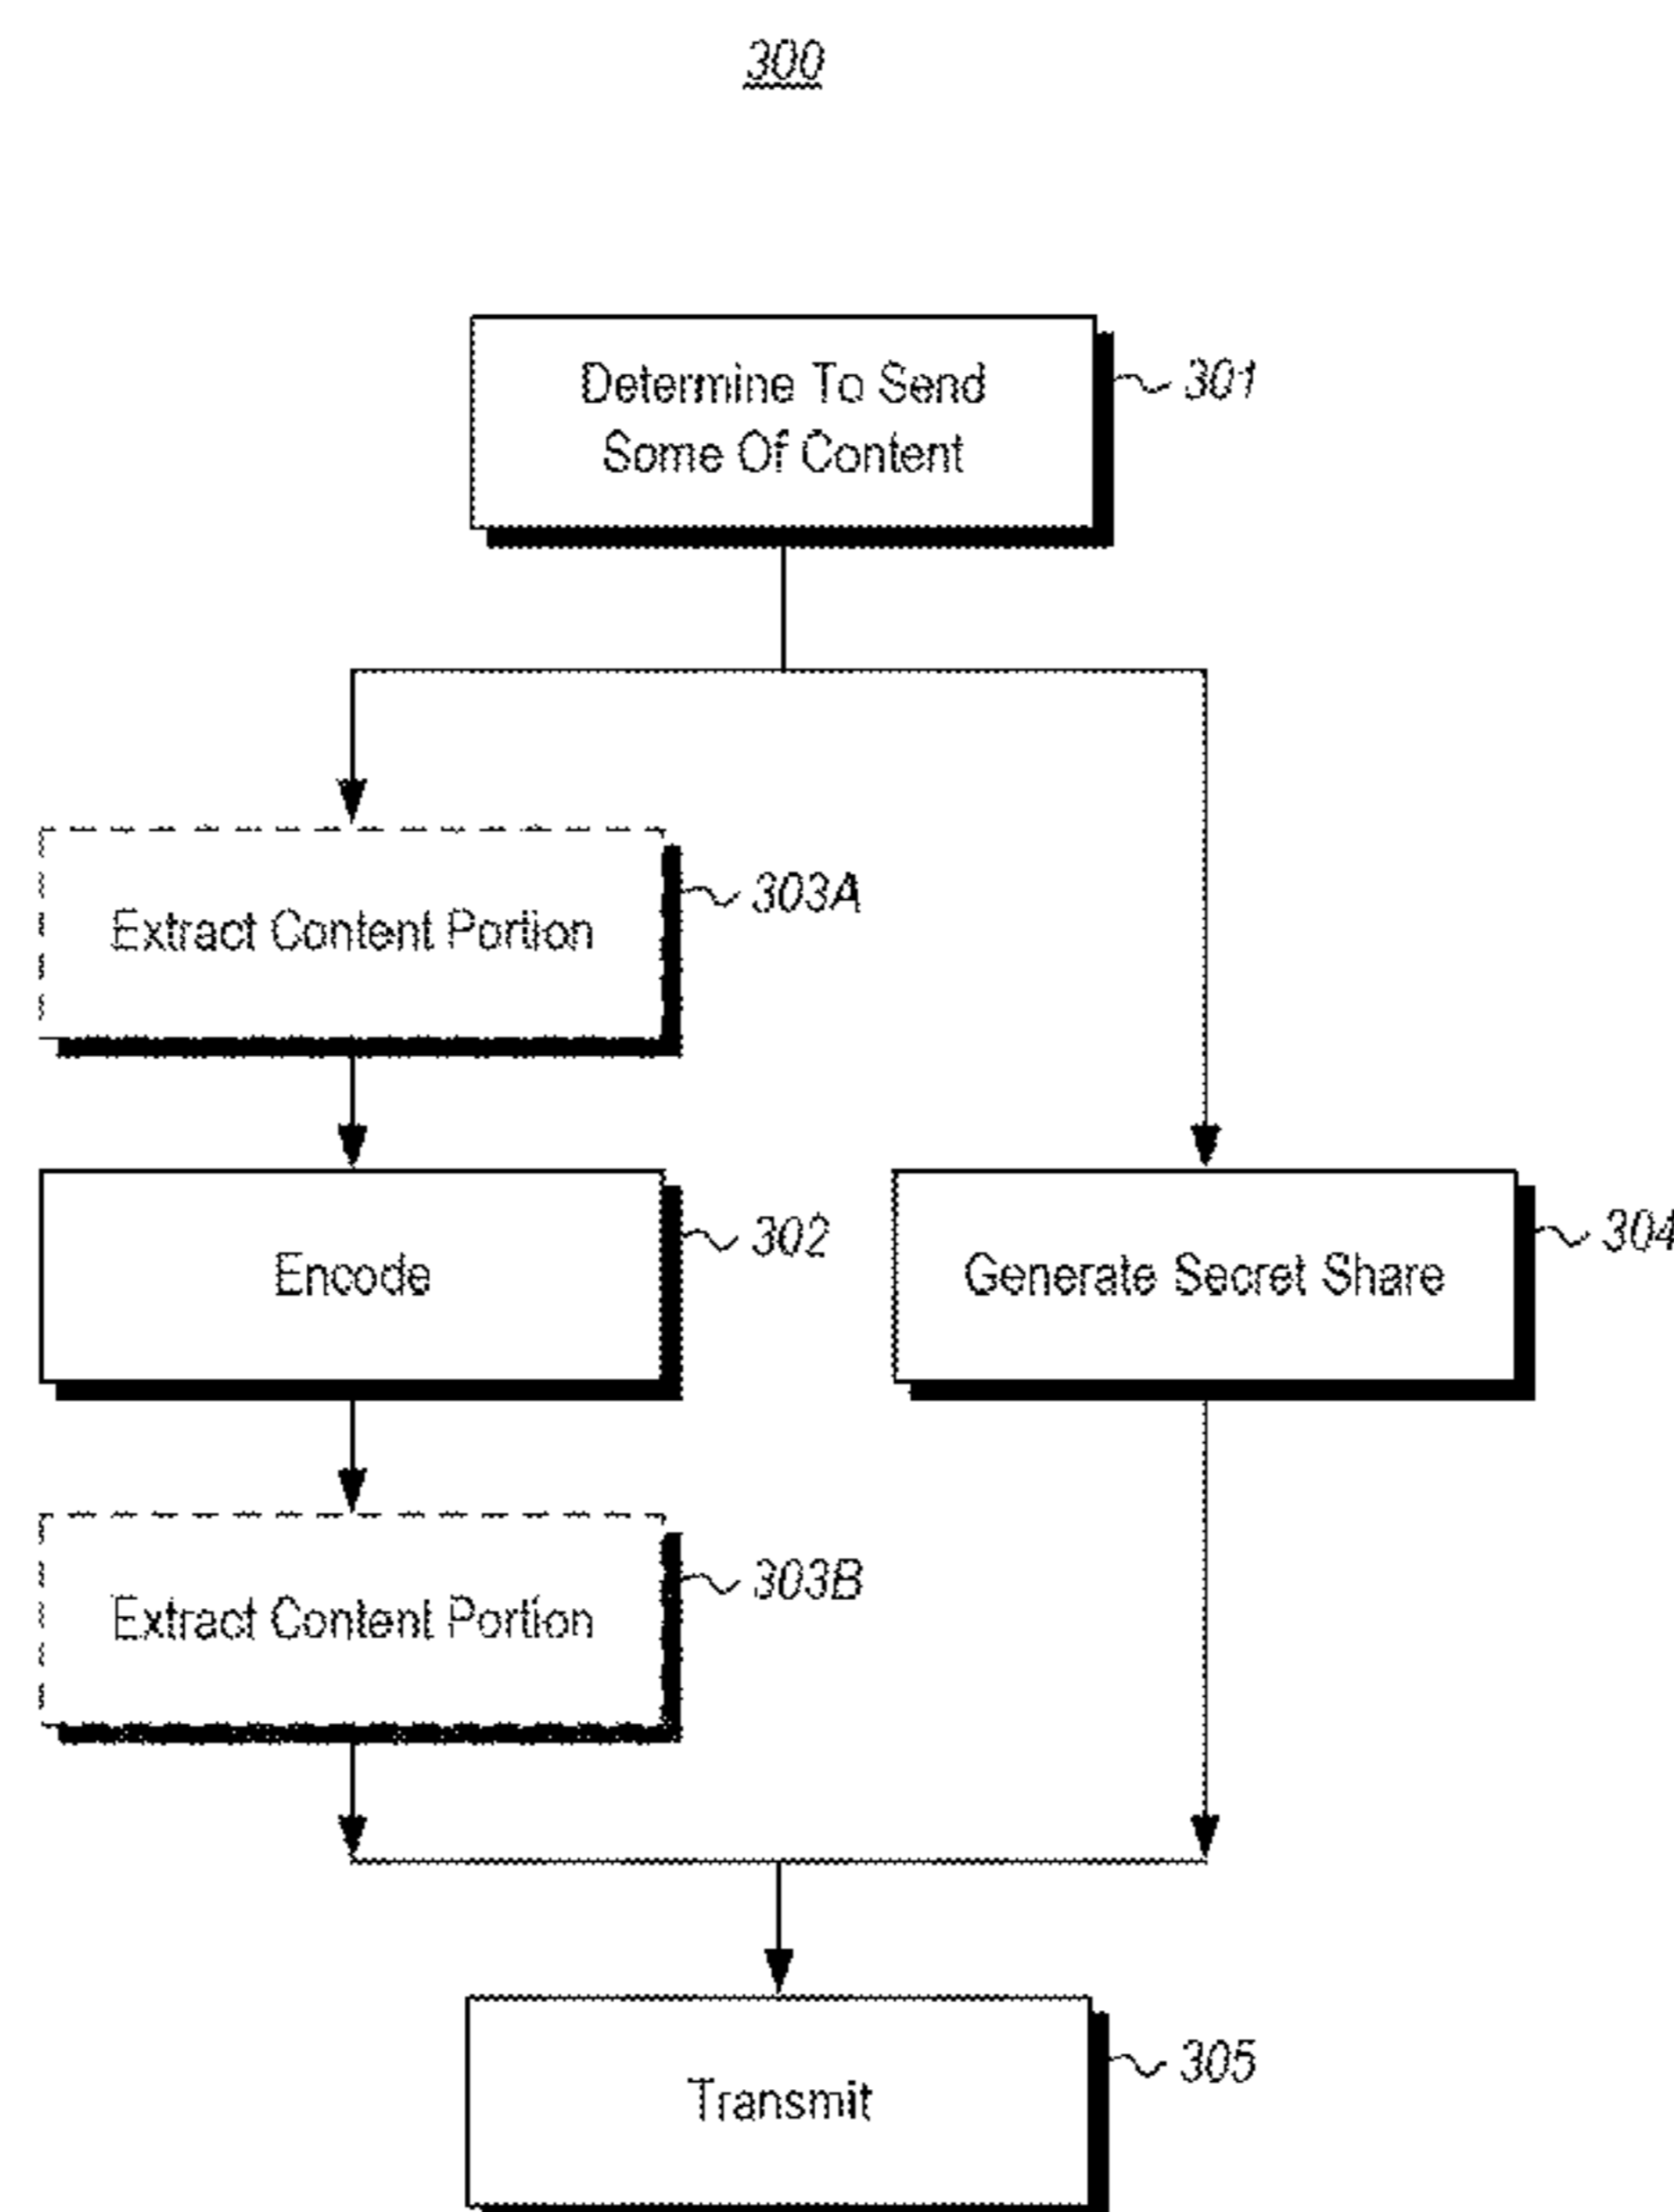 300
Determine To Send
Some Of Content
301
Extract Content Portion
303A
Encode
302
Generate Secret Share
304
Extract Content Portion
303B
Transmit
305